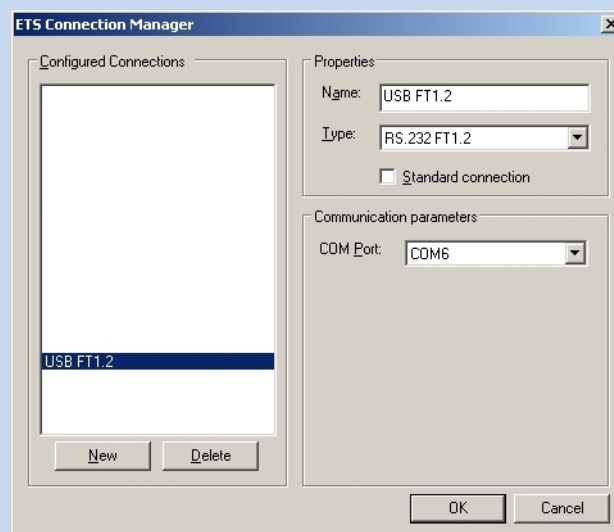 ETS Connection Manager
Configured Connections
USB FT1.2
New
Delete
Properties
Name:
USB FT1.2
Type:
RS.232 FT1.2
Standard connection
Communication parameters
COM Port:
COM6
OK
Cancel